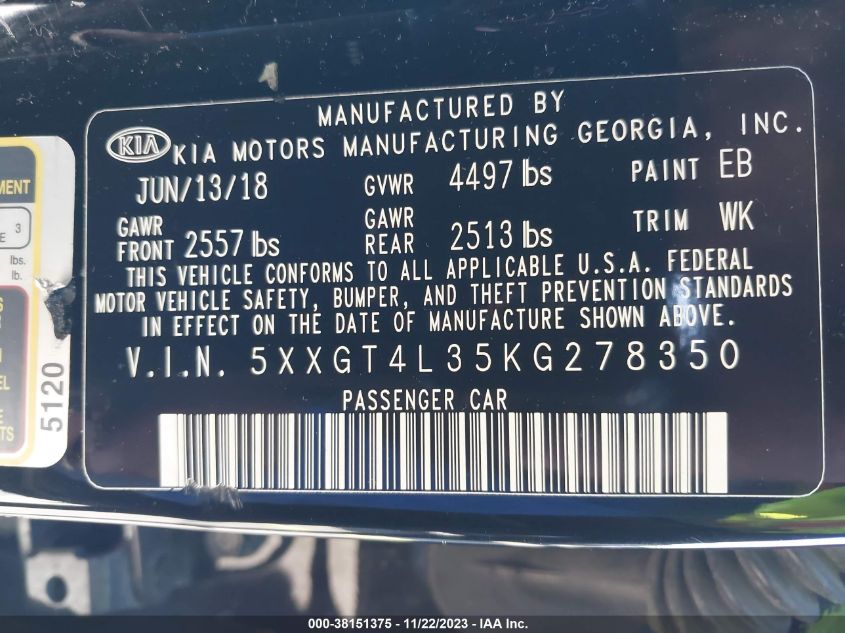 MANUFACTURED BY
KIA KIA MOTORS MANUFACTURING GEORGIA, INC.
JUN/13/18 GVWR 4497 lbs PAINT EB
GAWR FRONT 2557 lbs GAWR REAR 2513 lbs TRIM WK
THIS VEHICLE CONFORMS TO ALL APPLICABLE U.S.A. FEDERAL
MOTOR VEHICLE SAFETY, BUMPER, AND THEFT PREVENTION STANDARDS
IN EFFECT ON THE DATE OF MANUFACTURE SHOWN ABOVE.
V.I.N. 5XXGT4L35KG278350
PASSENGER CAR
3
lbs.
lb.
5120
000-38151375 - 11/22/2023 - IAA Inc.